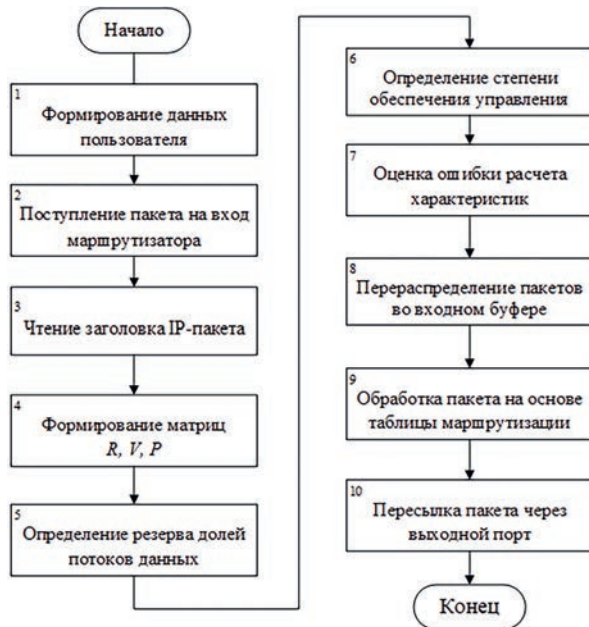 Начало
1
Формирование данных
пользователя
2
Поступление пакета на вход
маршрутизатора
3
Чтение заголовка IP-пакета
4
Формирование матриц
R, V, P
5
Определение резерва долей
потоков данных
6
Определение степени
обеспечения управления
7
Оценка ошибки расчета
характеристик
8
Перераспределение пакетов
во входном буфере
9
Обработка пакета на основе
таблицы маршрутизации
10
Пересылка пакета через
выходной порт
Конец